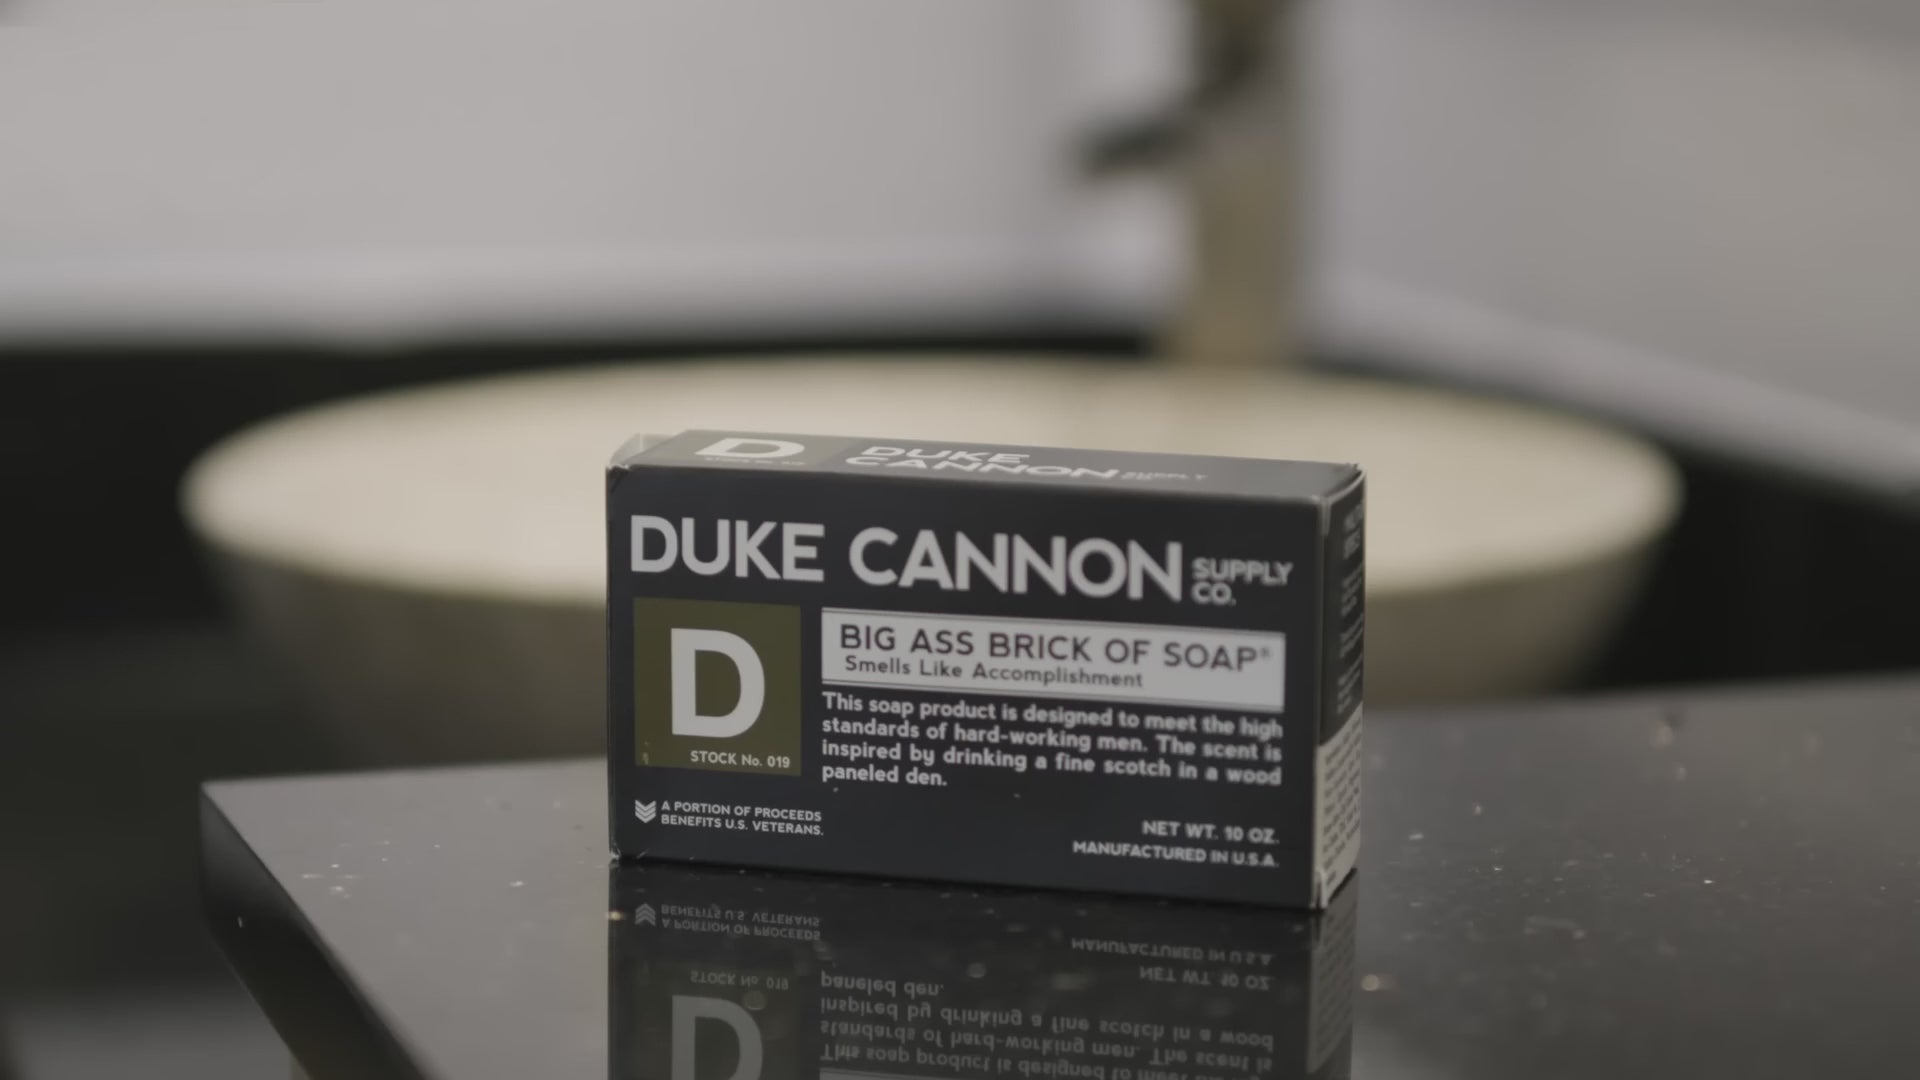 D
DUKE
CANNON SUPPLY
CO.
DUKE CANNON SUPPLY
CO.
BIG ASS BRICK OF SOAP®
Smells Like Accomplishment
D
STOCK No. 019
This soap product is designed to meet the high
standards of hard-working men. The scent is
inspired by drinking a fine scotch in a wood
paneled den.
A PORTION OF PROCEEDS
BENEFITS U.S. VETERANS.
NET WT. 10 OZ.
MANUFACTURED IN U.S.A.